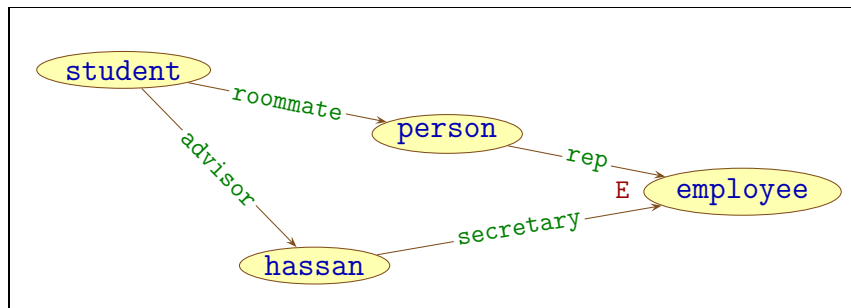 student
roommate
person
advisor
rep
E
employee
secretary
hassan